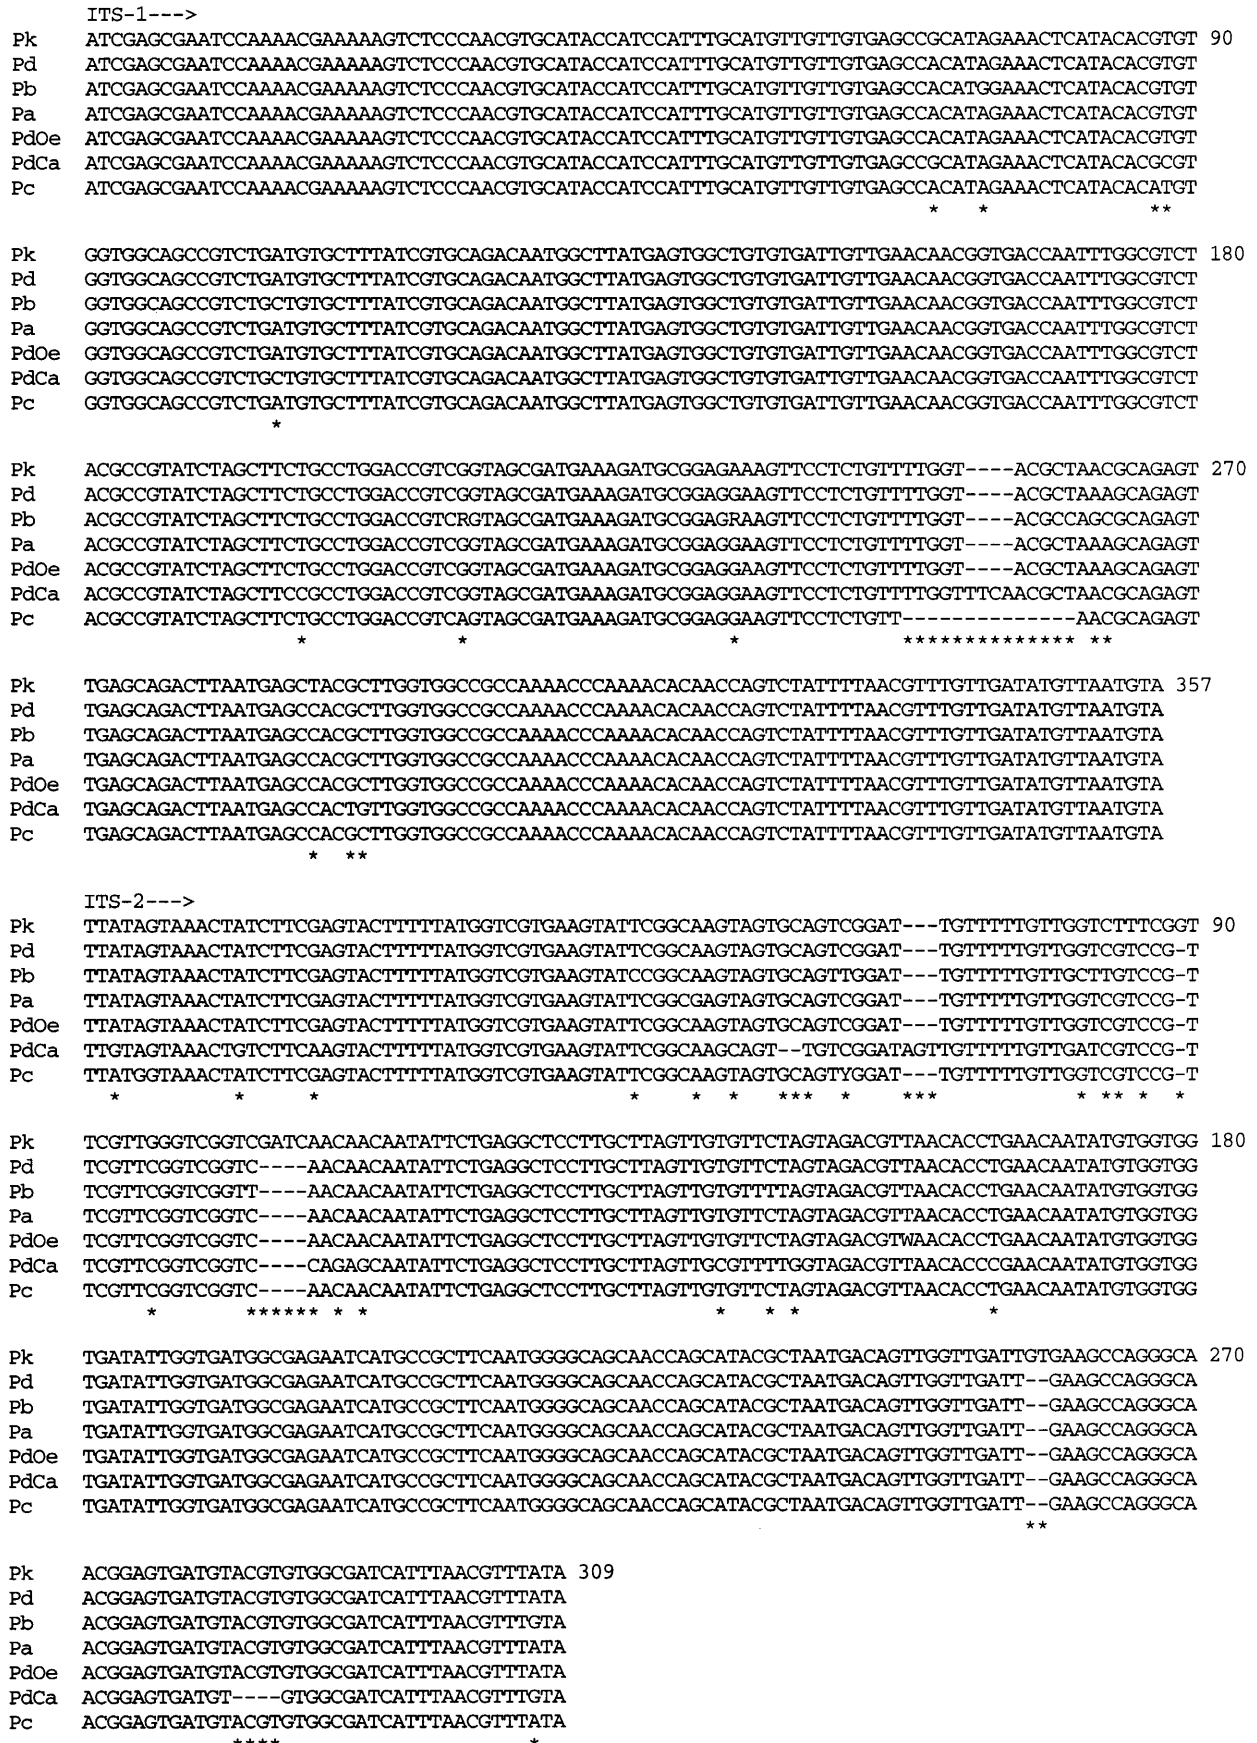 ITS-1--->
Pk ATCGAGCGAATCCAAAACGAAAAAGTCTCCCAACGTGCATACCATCCATTTGCATGTTGTTGTGAGCCGCATAGAAACTCATACACGTGT 90
Pd ATCGAGCGAATCCAAAACGAAAAAGTCTCCCAACGTGCATACCATCCATTTGCATGTTGTTGTGAGCCACATAGAAACTCATACACGTGT
Pb ATCGAGCGAATCCAAAACGAAAAAGTCTCCCAACGTGCATACCATCCATTTGCATGTTGTTGTGAGCCACATGGAAACTCATACACGTGT
Pa ATCGAGCGAATCCAAAACGAAAAAGTCTCCCAACGTGCATACCATCCATTTGCATGTTGTTGTGAGCCACATAGAAACTCATACACGTGT
PdOe ATCGAGCGAATCCAAAACGAAAAAGTCTCCCAACGTGCATACCATCCATTTGCATGTTGTTGTGAGCCACATAGAAACTCATACACGTGT
PdCa ATCGAGCGAATCCAAAACGAAAAAGTCTCCCAACGTGCATACCATCCATTTGCATGTTGTTGTGAGCCGCATAGAAACTCATACACGCGT
Pc ATCGAGCGAATCCAAAACGAAAAAGTCTCCCAACGTGCATACCATCCATTTGCATGTTGTTGTGAGCCACATAGAAACTCATACACATGT
* * **
Pk GGTGGCAGCCGTCTGATGTGCTTTATCGTGCAGACAATGGCTTATGAGTGGCTGTGTGATTGTTGAACAACGGTGACCAATTTGGCGTCT 180
Pd GGTGGCAGCCGTCTGATGTGCTTTATCGTGCAGACAATGGCTTATGAGTGGCTGTGTGATTGTTGAACAACGGTGACCAATTTGGCGTCT
Pb GGTGGCAGCCGTCTGCTGTGCTTTATCGTGCAGACAATGGCTTATGAGTGGCTGTGTGATTGTTGAACAACGGTGACCAATTTGGCGTCT
Pa GGTGGCAGCCGTCTGATGTGCTTTATCGTGCAGACAATGGCTTATGAGTGGCTGTGTGATTGTTGAACAACGGTGACCAATTTGGCGTCT
PdOe GGTGGCAGCCGTCTGATGTGCTTTATCGTGCAGACAATGGCTTATGAGTGGCTGTGTGATTGTTGAACAACGGTGACCAATTTGGCGTCT
PdCa GGTGGCAGCCGTCTGCTGTGCTTTATCGTGCAGACAATGGCTTATGAGTGGCTGTGTGATTGTTGAACAACGGTGACCAATTTGGCGTCT
Pc GGTGGCAGCCGTCTGATGTGCTTTATCGTGCAGACAATGGCTTATGAGTGGCTGTGTGATTGTTGAACAACGGTGACCAATTTGGCGTCT
*
Pk ACGCCGTATCTAGCTTCTGCCTGGACCGTCGGTAGCGATGAAAGATGCGGAGAAAGTTCCTCTGTTTTGGT----ACGCTAACGCAGAGT 270
Pd ACGCCGTATCTAGCTTCTGCCTGGACCGTCGGTAGCGATGAAAGATGCGGAGGAAGTTCCTCTGTTTTGGT----ACGCTAAAGCAGAGT
Pb ACGCCGTATCTAGCTTCTGCCTGGACCGTCRGTAGCGATGAAAGATGCGGAGRAAGTTCCTCTGTTTTGGT----ACGCCAGCGCAGAGT
Pa ACGCCGTATCTAGCTTCTGCCTGGACCGTCGGTAGCGATGAAAGATGCGGAGGAAGTTCCTCTGTTTTGGT----ACGCTAAAGCAGAGT
PdOe ACGCCGTATCTAGCTTCTGCCTGGACCGTCGGTAGCGATGAAAGATGCGGAGGAAGTTCCTCTGTTTTGGT----ACGCTAAAGCAGAGT
PdCa ACGCCGTATCTAGCTTCCGCCTGGACCGTCGGTAGCGATGAAAGATGCGGAGGAAGTTCCTCTGTTTTGGTTTCAACGCTAACGCAGAGT
Pc ACGCCGTATCTAGCTTCTGCCTGGACCGTCAGTAGCGATGAAAGATGCGGAGGAAGTTCCTCTGTT--------------AACGCAGAGT
* * * ************** **
Pk TGAGCAGACTTAATGAGCTACGCTTGGTGGCCGCCAAAACCCAAAACACAACCAGTCTATTTTAACGTTTGTTGATATGTTAATGTA 357
Pd TGAGCAGACTTAATGAGCCACGCTTGGTGGCCGCCAAAACCCAAAACACAACCAGTCTATTTTAACGTTTGTTGATATGTTAATGTA
Pb TGAGCAGACTTAATGAGCCACGCTTGGTGGCCGCCAAAACCCAAAACACAACCAGTCTATTTTAACGTTTGTTGATATGTTAATGTA
Pa TGAGCAGACTTAATGAGCCACGCTTGGTGGCCGCCAAAACCCAAAACACAACCAGTCTATTTTAACGTTTGTTGATATGTTAATGTA
PdOe TGAGCAGACTTAATGAGCCACGCTTGGTGGCCGCCAAAACCCAAAACACAACCAGTCTATTTTAACGTTTGTTGATATGTTAATGTA
PdCa TGAGCAGACTTAATGAGCCACTGTTGGTGGCCGCCAAAACCCAAAACACAACCAGTCTATTTTAACGTTTGTTGATATGTTAATGTA
Pc TGAGCAGACTTAATGAGCCACGCTTGGTGGCCGCCAAAACCCAAAACACAACCAGTCTATTTTAACGTTTGTTGATATGTTAATGTA
* **
ITS-2--->
Pk TTATAGTAAACTATCTTCGAGTACTTTTTATGGTCGTGAAGTATTCGGCAAGTAGTGCAGTCGGAT---TGTTTTTGTTGGTCTTTCGGT 90
Pd TTATAGTAAACTATCTTCGAGTACTTTTTATGGTCGTGAAGTATTCGGCAAGTAGTGCAGTCGGAT---TGTTTTTGTTGGTCGTCCG-T
Pb TTATAGTAAACTATCTTCGAGTACTTTTTATGGTCGTGAAGTATCCGGCAAGTAGTGCAGTTGGAT---TGTTTTTGTTGCTTGTCCG-T
Pa TTATAGTAAACTATCTTCGAGTACTTTTTATGGTCGTGAAGTATTCGGCGAGTAGTGCAGTCGGAT---TGTTTTTGTTGGTCGTCCG-T
PdOe TTATAGTAAACTATCTTCGAGTACTTTTTATGGTCGTGAAGTATTCGGCAAGTAGTGCAGTCGGAT---TGTTTTTGTTGGTCGTCCG-T
PdCa TTGTAGTAAACTGTCTTCAAGTACTTTTTATGGTCGTGAAGTATTCGGCAAGCAGT--TGTCGGATAGTTGTTTTTGTTGATCGTCCG-T
Pc TTATGGTAAACTATCTTCGAGTACTTTTTATGGTCGTGAAGTATTCGGCAAGTAGTGCAGTYGGAT---TGTTTTTGTTGGTCGTCCG-T
* * * * * * *** * *** * ** * *
Pk TCGTTGGGTCGGTCGATCAACAACAATATTCTGAGGCTCCTTGCTTAGTTGTGTTCTAGTAGACGTTAACACCTGAACAATATGTGGTGG 180
Pd TCGTTCGGTCGGTC----AACAACAATATTCTGAGGCTCCTTGCTTAGTTGTGTTCTAGTAGACGTTAACACCTGAACAATATGTGGTGG
Pb TCGTTCGGTCGGTT----AACAACAATATTCTGAGGCTCCTTGCTTAGTTGTGTTTTAGTAGACGTTAACACCTGAACAATATGTGGTGG
Pa TCGTTCGGTCGGTC----AACAACAATATTCTGAGGCTCCTTGCTTAGTTGTGTTCTAGTAGACGTTAACACCTGAACAATATGTGGTGG
PdOe TCGTTCGGTCGGTC----AACAACAATATTCTGAGGCTCCTTGCTTAGTTGTGTTCTAGTAGACGTWAACACCTGAACAATATGTGGTGG
PdCa TCGTTCGGTCGGTC----CAGAGCAATATTCTGAGGCTCCTTGCTTAGTTGCGTTTTGGTAGACGTTAACACCCGAACAATATGTGGTGG
Pc TCGTTCGGTCGGTC----AACAACAATATTCTGAGGCTCCTTGCTTAGTTGTGTTCTAGTAGACGTTAACACCTGAACAATATGTGGTGG
* ****** * * * * * *
Pk TGATATTGGTGATGGCGAGAATCATGCCGCTTCAATGGGGCAGCAACCAGCATACGCTAATGACAGTTGGTTGATTGTGAAGCCAGGGCA 270
Pd TGATATTGGTGATGGCGAGAATCATGCCGCTTCAATGGGGCAGCAACCAGCATACGCTAATGACAGTTGGTTGATT--GAAGCCAGGGCA
Pb TGATATTGGTGATGGCGAGAATCATGCCGCTTCAATGGGGCAGCAACCAGCATACGCTAATGACAGTTGGTTGATT--GAAGCCAGGGCA
Pa TGATATTGGTGATGGCGAGAATCATGCCGCTTCAATGGGGCAGCAACCAGCATACGCTAATGACAGTTGGTTGATT--GAAGCCAGGGCA
PdOe TGATATTGGTGATGGCGAGAATCATGCCGCTTCAATGGGGCAGCAACCAGCATACGCTAATGACAGTTGGTTGATT--GAAGCCAGGGCA
PdCa TGATATTGGTGATGGCGAGAATCATGCCGCTTCAATGGGGCAGCAACCAGCATACGCTAATGACAGTTGGTTGATT--GAAGCCAGGGCA
Pc TGATATTGGTGATGGCGAGAATCATGCCGCTTCAATGGGGCAGCAACCAGCATACGCTAATGACAGTTGGTTGATT--GAAGCCAGGGCA
**
Pk ACGGAGTGATGTACGTGTGGCGATCATTTAACGTTTATA 309
Pd ACGGAGTGATGTACGTGTGGCGATCATTTAACGTTTATA
Pb ACGGAGTGATGTACGTGTGGCGATCATTTAACGTTTGTA
Pa ACGGAGTGATGTACGTGTGGCGATCATTTAACGTTTATA
PdOe ACGGAGTGATGTACGTGTGGCGATCATTTAACGTTTATA
PdCa ACGGAGTGATGT----GTGGCGATCATTTAACGTTTGTA
Pc ACGGAGTGATGTACGTGTGGCGATCATTTAACGTTTATA
**** *